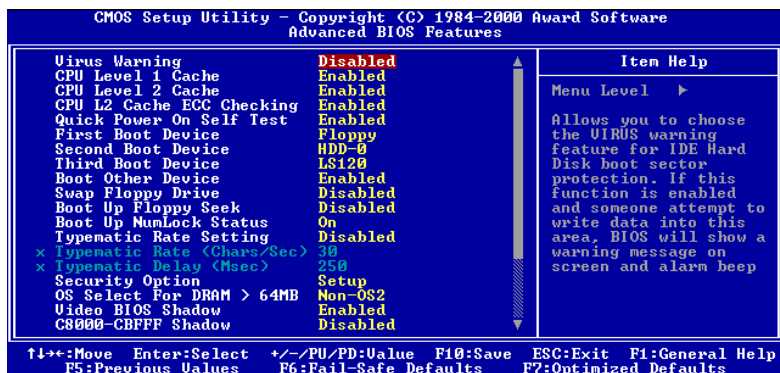 CMOS Setup Utility - Copyright (C) 1984-2000 Award Software
Advanced BIOS Features
Virus Warning Disabled
CPU Level 1 Cache Enabled
CPU Level 2 Cache Enabled
CPU L2 Cache ECC Checking Enabled
Quick Power On Self Test Enabled
First Boot Device Floppy
Second Boot Device HDD-0
Third Boot Device LS120
Boot Other Device Enabled
Swap Floppy Drive Disabled
Boot Up Floppy Seek Disabled
Boot Up NumLock Status On
Typematic Rate Setting Disabled
x Typematic Rate (Chars/Sec) 30
x Typematic Delay (Msec) 250
Security Option Setup
OS Select For DRAM > 64MB Non-OS2
Video BIOS Shadow Enabled
C8000-CBFFF Shadow Disabled
Item Help
Menu Level ▶
Allows you to choose
the VIRUS warning
feature for IDE Hard
Disk boot sector
protection. If this
function is enabled
and someone attempt to
write data into this
area, BIOS will show a
warning message on
screen and alarm beep
↑↓→←:Move Enter:Select +/-/PU/PD:Value F10:Save ESC:Exit F1:General Help
F5:Previous Values F6:Fail-Safe Defaults F7:Optimized Defaults